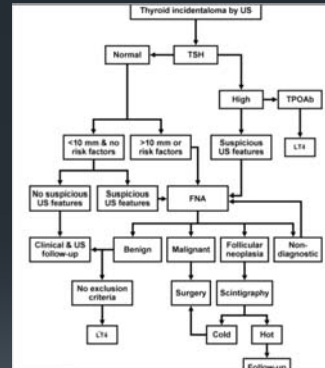 Thyroid incidentaloma by US
Normal
TSH
High
TPOAb
LT4
<10 mm & no
risk factors
>10 mm or
risk factors
Suspicious
US features
No suspicious
US features
Suspicious
US features
FNA
Clinical & US
follow-up
Benign
Malignant
Follicular
neoplasia
Non-
diagnostic
No exclusion
criteria
Surgery
Scintigraphy
LT4
Cold
Hot
Follow-up